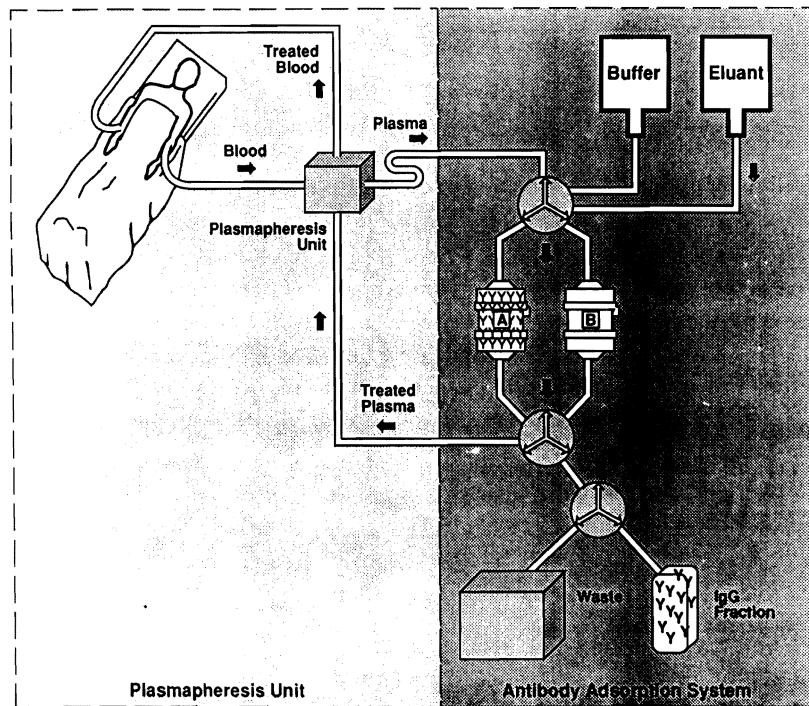 Treated
Blood
Buffer
Eluant
Plasma
Blood
Plasmapheresis
Unit
A
B
Treated
Plasma
Waste
IgG
Fraction
Plasmapheresis Unit
Antibody Adsorption System